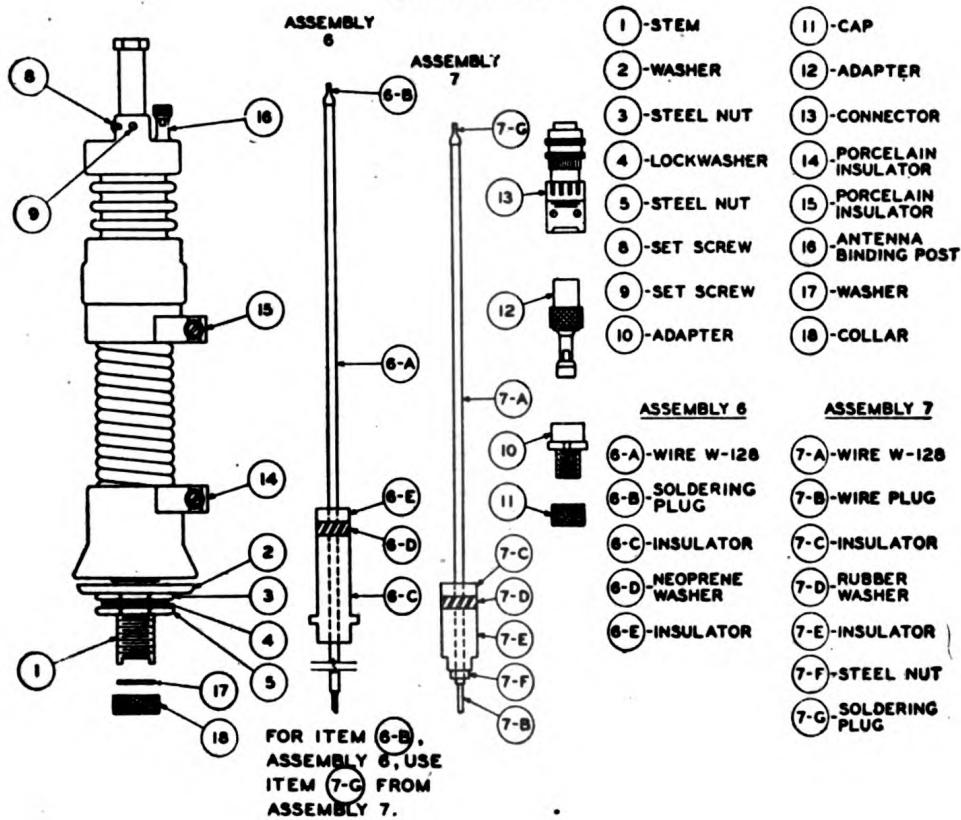 ASSEMBLY
6
ASSEMBLY
7
8
16
9
15
14
2
3
4
5
1
17
18
6-B
6-A
6-E
6-D
6-C
7-G
7-A
7-C
7-D
7-E
7-F
7-B
13
12
10
11
FOR ITEM 6-B,
ASSEMBLY 6, USE
ITEM 7-G FROM
ASSEMBLY 7.
1-STEM
2-WASHER
3-STEEL NUT
4-LOCKWASHER
5-STEEL NUT
8-SET SCREW
9-SET SCREW
10-ADAPTER
11-CAP
12-ADAPTER
13-CONNECTOR
14-PORCELAIN
INSULATOR
15-PORCELAIN
INSULATOR
16-ANTENNA
BINDING POST
17-WASHER
18-COLLAR
ASSEMBLY 6
6-A-WIRE W-128
6-B-SOLDERING
PLUG
6-C-INSULATOR
6-D-NEOPRENE
WASHER
6-E-INSULATOR
ASSEMBLY 7
7-A-WIRE W-128
7-B-WIRE PLUG
7-C-INSULATOR
7-D-RUBBER
WASHER
7-E-INSULATOR
7-F-STEEL NUT
7-G-SOLDERING
PLUG